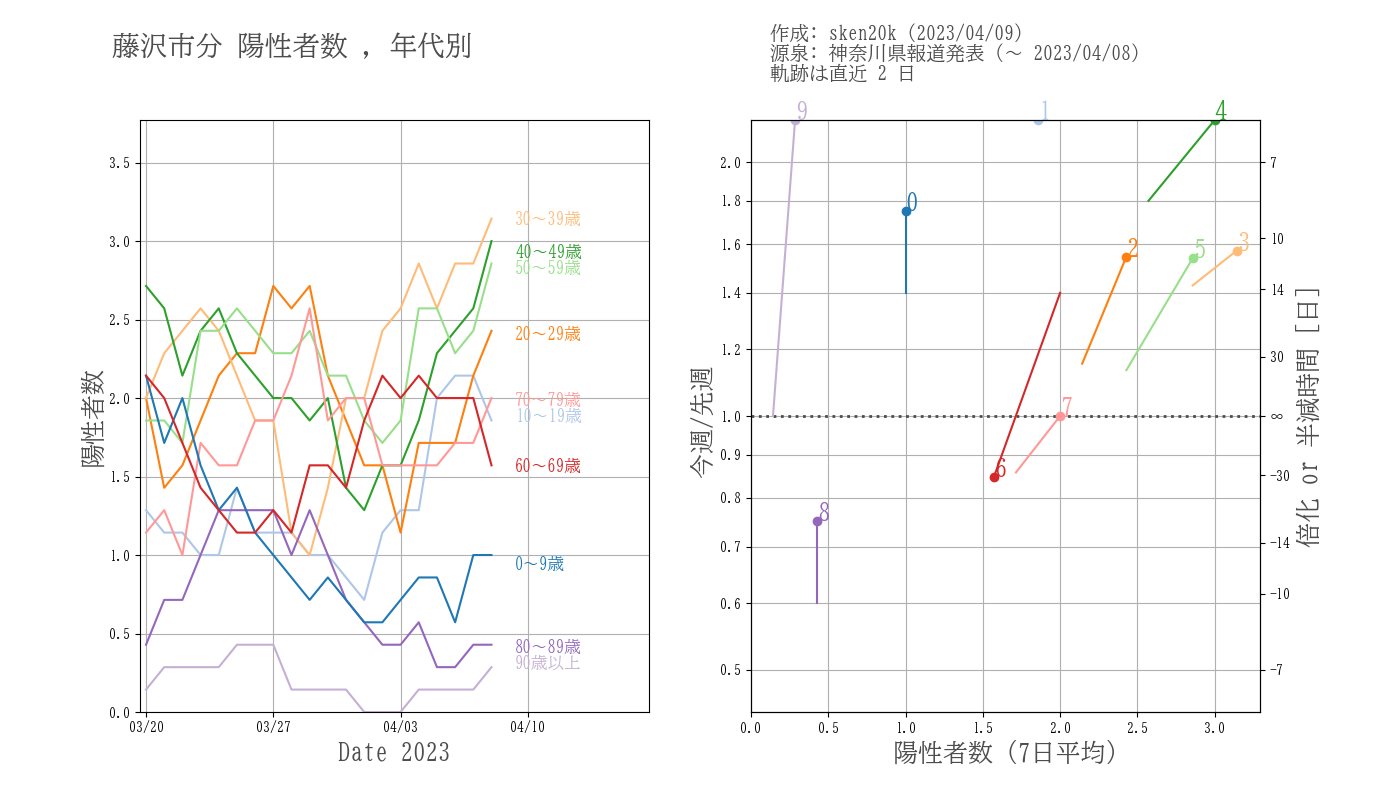 藤沢市分 陽性者数 , 年代別
作成: sken20k (2023/04/09)
源泉: 神奈川県報道発表 (〜 2023/04/08)
軌跡は直近 2 日
陽性者数
3.5
3.0
2.5
2.0
1.5
1.0
0.5
0.0
03/20
03/27
04/03
04/10
Date 2023
30〜39歳
40〜49歳
50〜59歳
20〜29歳
70〜79歳
10〜19歳
60〜69歳
0〜9歳
80〜89歳
90歳以上
今週/先週
2.0
1.8
1.6
1.4
1.2
1.0
0.9
0.8
0.7
0.6
0.5
0.0
0.5
1.0
1.5
2.0
2.5
3.0
陽性者数 (7日平均)
9
1
4
0
2
5
3
7
6
8
7
10
14
30
∞
−30
−14
−10
−7
倍化 or 半減時間 [日]